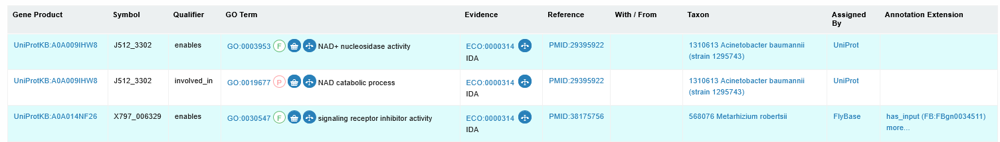 Gene Product Symbol Qualifier GO Term Evidence Reference With / From Taxon Assigned By Annotation Extension
UniProtKB:A0A009IHW8 J512_3302 enables GO:0003953 F NAD+ nucleosidase activity ECO:0000314 PMID:29395922 1310613 Acinetobacter baumannii UniProt
IDA (strain 1295743)
UniProtKB:A0A009IHW8 J512_3302 involved_in GO:0019677 P NAD catabolic process ECO:0000314 PMID:29395922 1310613 Acinetobacter baumannii UniProt
IDA (strain 1295743)
UniProtKB:A0A014NF26 X797_006329 enables GO:0030547 F signaling receptor inhibitor activity ECO:0000314 PMID:38175756 568076 Metarhizium robertsii FlyBase has_input (FB:FBgn0034511)
IDA more...